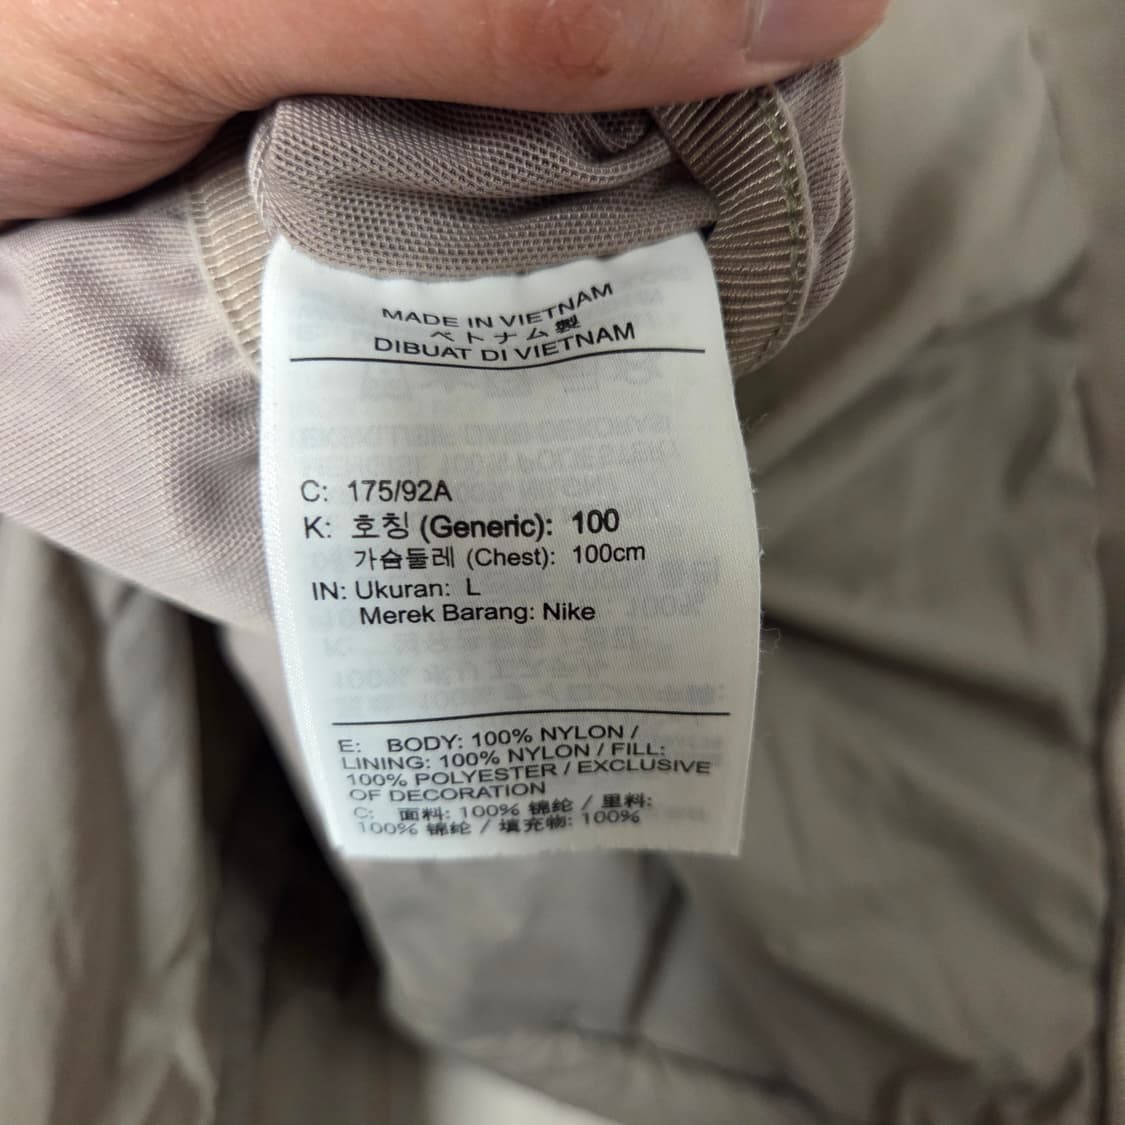 MADE IN VIETNAM
ベトナム製
DIBUAT DI VIETNAM
C: 175/92A
K: 호칭 (Generic): 100
가슴둘레 (Chest): 100cm
IN: Ukuran: L
Merek Barang: Nike
E: BODY: 100% NYLON /
LINING: 100% NYLON / FILL:
100% POLYESTER / EXCLUSIVE
OF DECORATION
C: 面料: 100% 锦纶 / 里料:
100% 锦纶 / 填充物: 100%